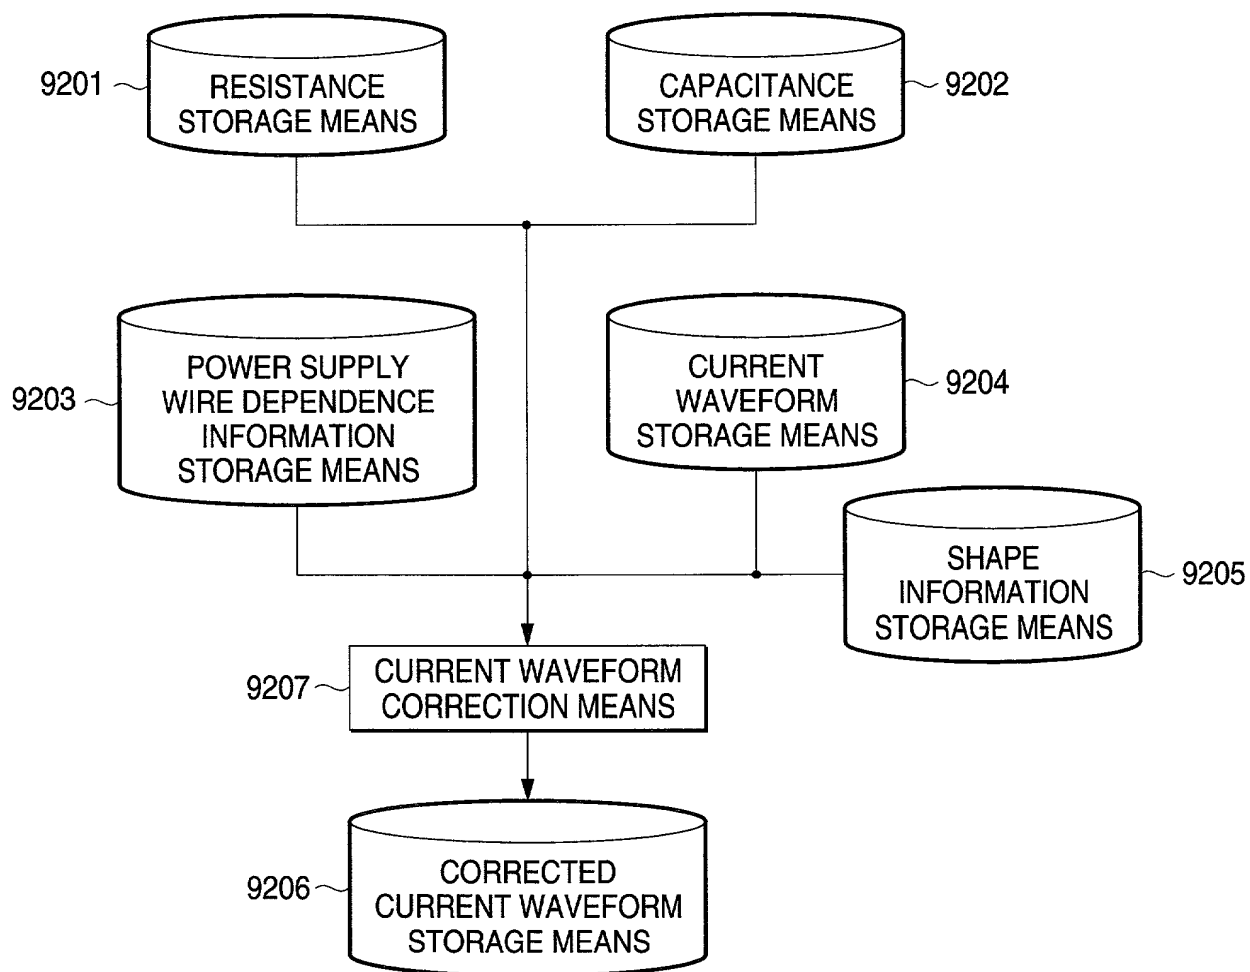 9201
RESISTANCE
STORAGE MEANS
CAPACITANCE
STORAGE MEANS
9202
9203
POWER SUPPLY
WIRE DEPENDENCE
INFORMATION
STORAGE MEANS
CURRENT
WAVEFORM
STORAGE MEANS
9204
SHAPE
INFORMATION
STORAGE MEANS
9205
9207
CURRENT WAVEFORM
CORRECTION MEANS
9206
CORRECTED
CURRENT WAVEFORM
STORAGE MEANS